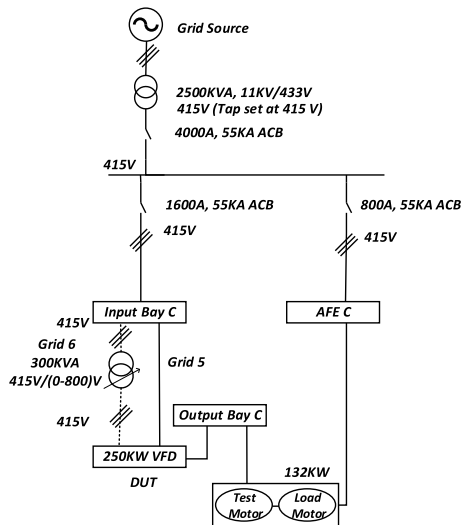 Grid Source
2500KVA, 11KV/433V
415V (Tap set at 415 V)
4000A, 55KA ACB
415V
1600A, 55KA ACB
800A, 55KA ACB
415V
415V
Input Bay C
AFE C
415V
Grid 6
300KVA
415V/(0-800)V
Grid 5
415V
Output Bay C
250KW VFD
DUT
132KW
Test
Motor
Load
Motor